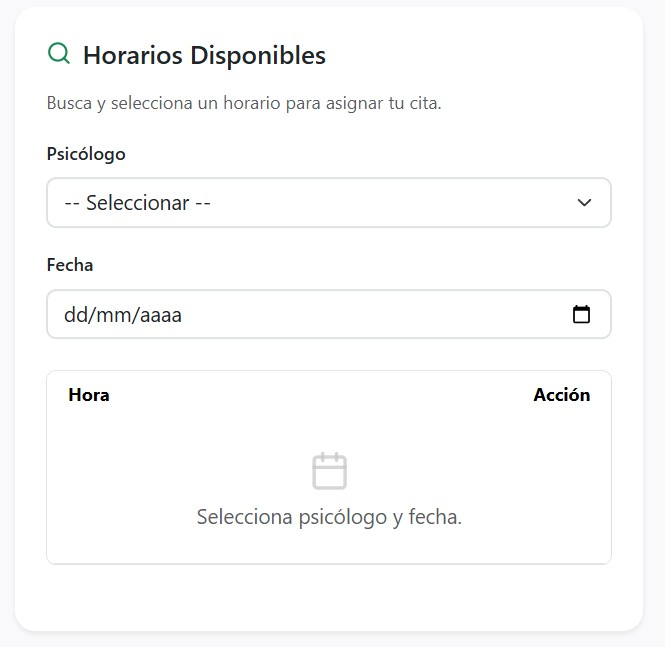 Horarios Disponibles
Busca y selecciona un horario para asignar tu cita.
Psicólogo
-- Seleccionar --
Fecha
dd/mm/aaaa
Hora Acción
Selecciona psicólogo y fecha.